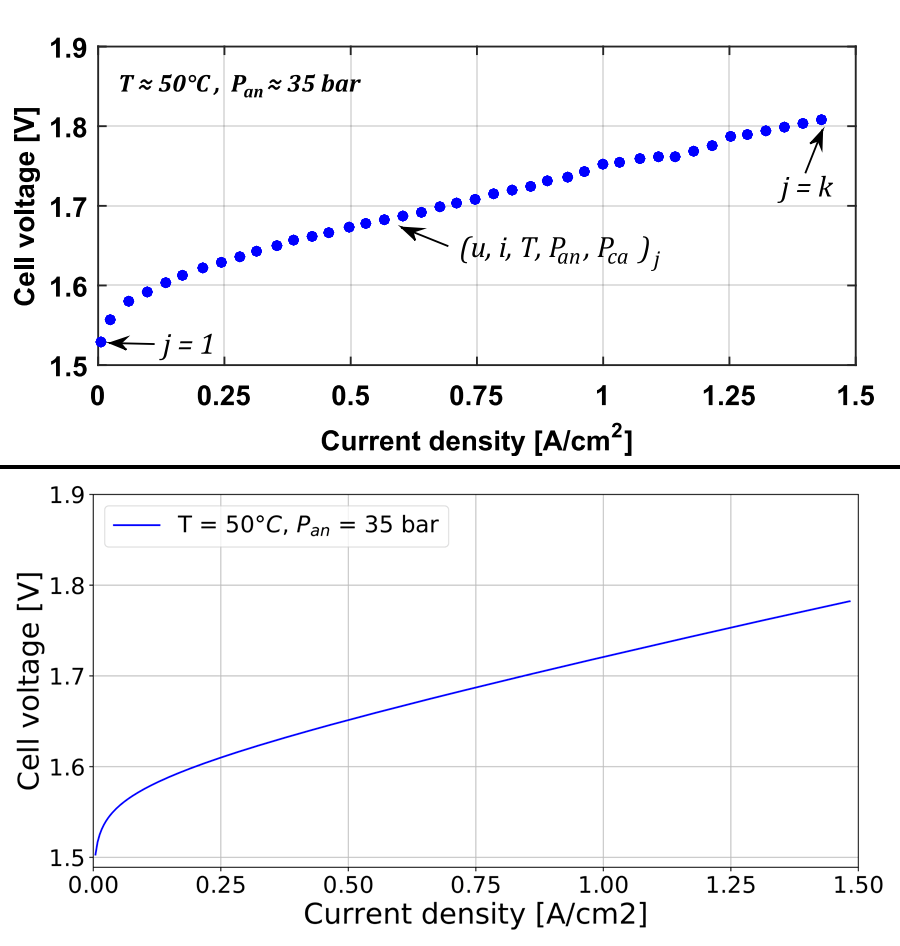 1.9
T ≈ 50°C, Pan ≈ 35 bar
1.8
j = k
1.7
(u, i, T, Pan, Pca )j
1.6
j = 1
1.5
0 0.25 0.5 0.75 1 1.25 1.5
Cell voltage [V]
Current density [A/cm2]
1.9
T = 50°C, Pan = 35 bar
1.8
1.7
1.6
1.5
0.00 0.25 0.50 0.75 1.00 1.25 1.50
Cell voltage [V]
Current density [A/cm2]